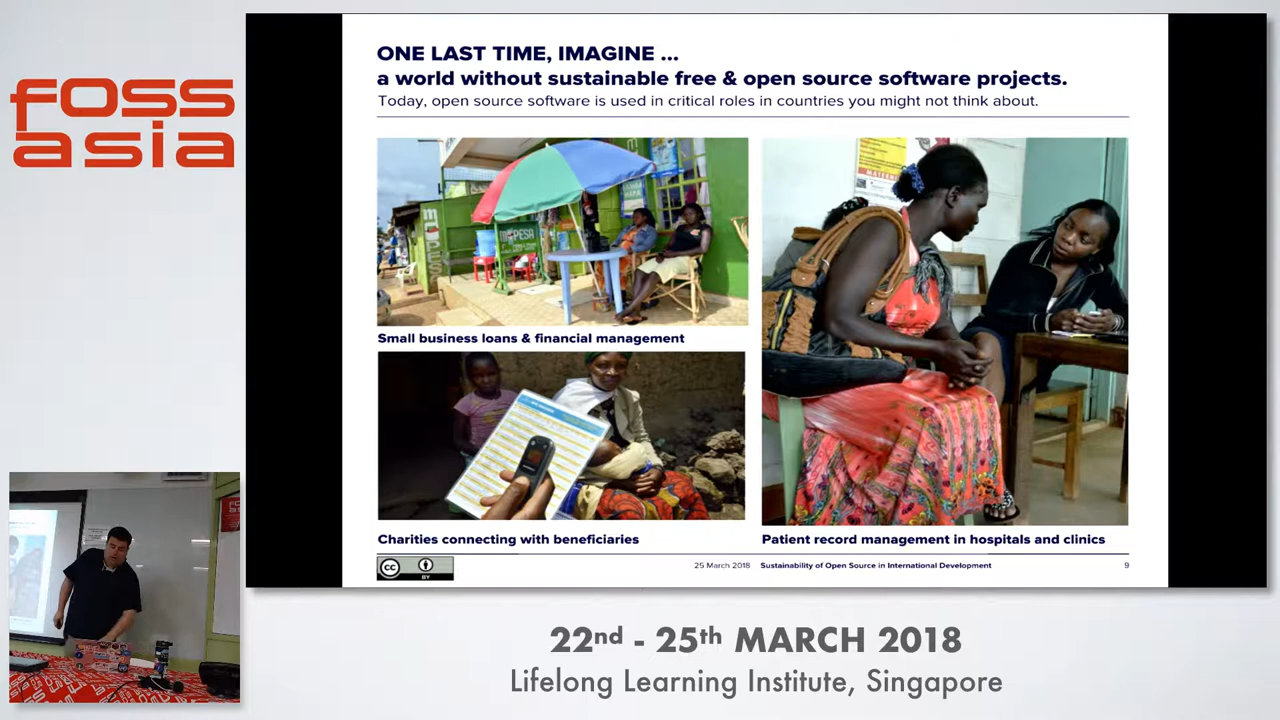 foss
asia
ONE LAST TIME, IMAGINE ...
a world without sustainable free & open source software projects.
Today, open source software is used in critical roles in countries you might not think about.
Small business loans & financial management
Charities connecting with beneficiaries
Patient record management in hospitals and clinics
cc
BY
25 March 2018 Sustainability of Open Source in International Development 9
22nd - 25th MARCH 2018
Lifelong Learning Institute, Singapore